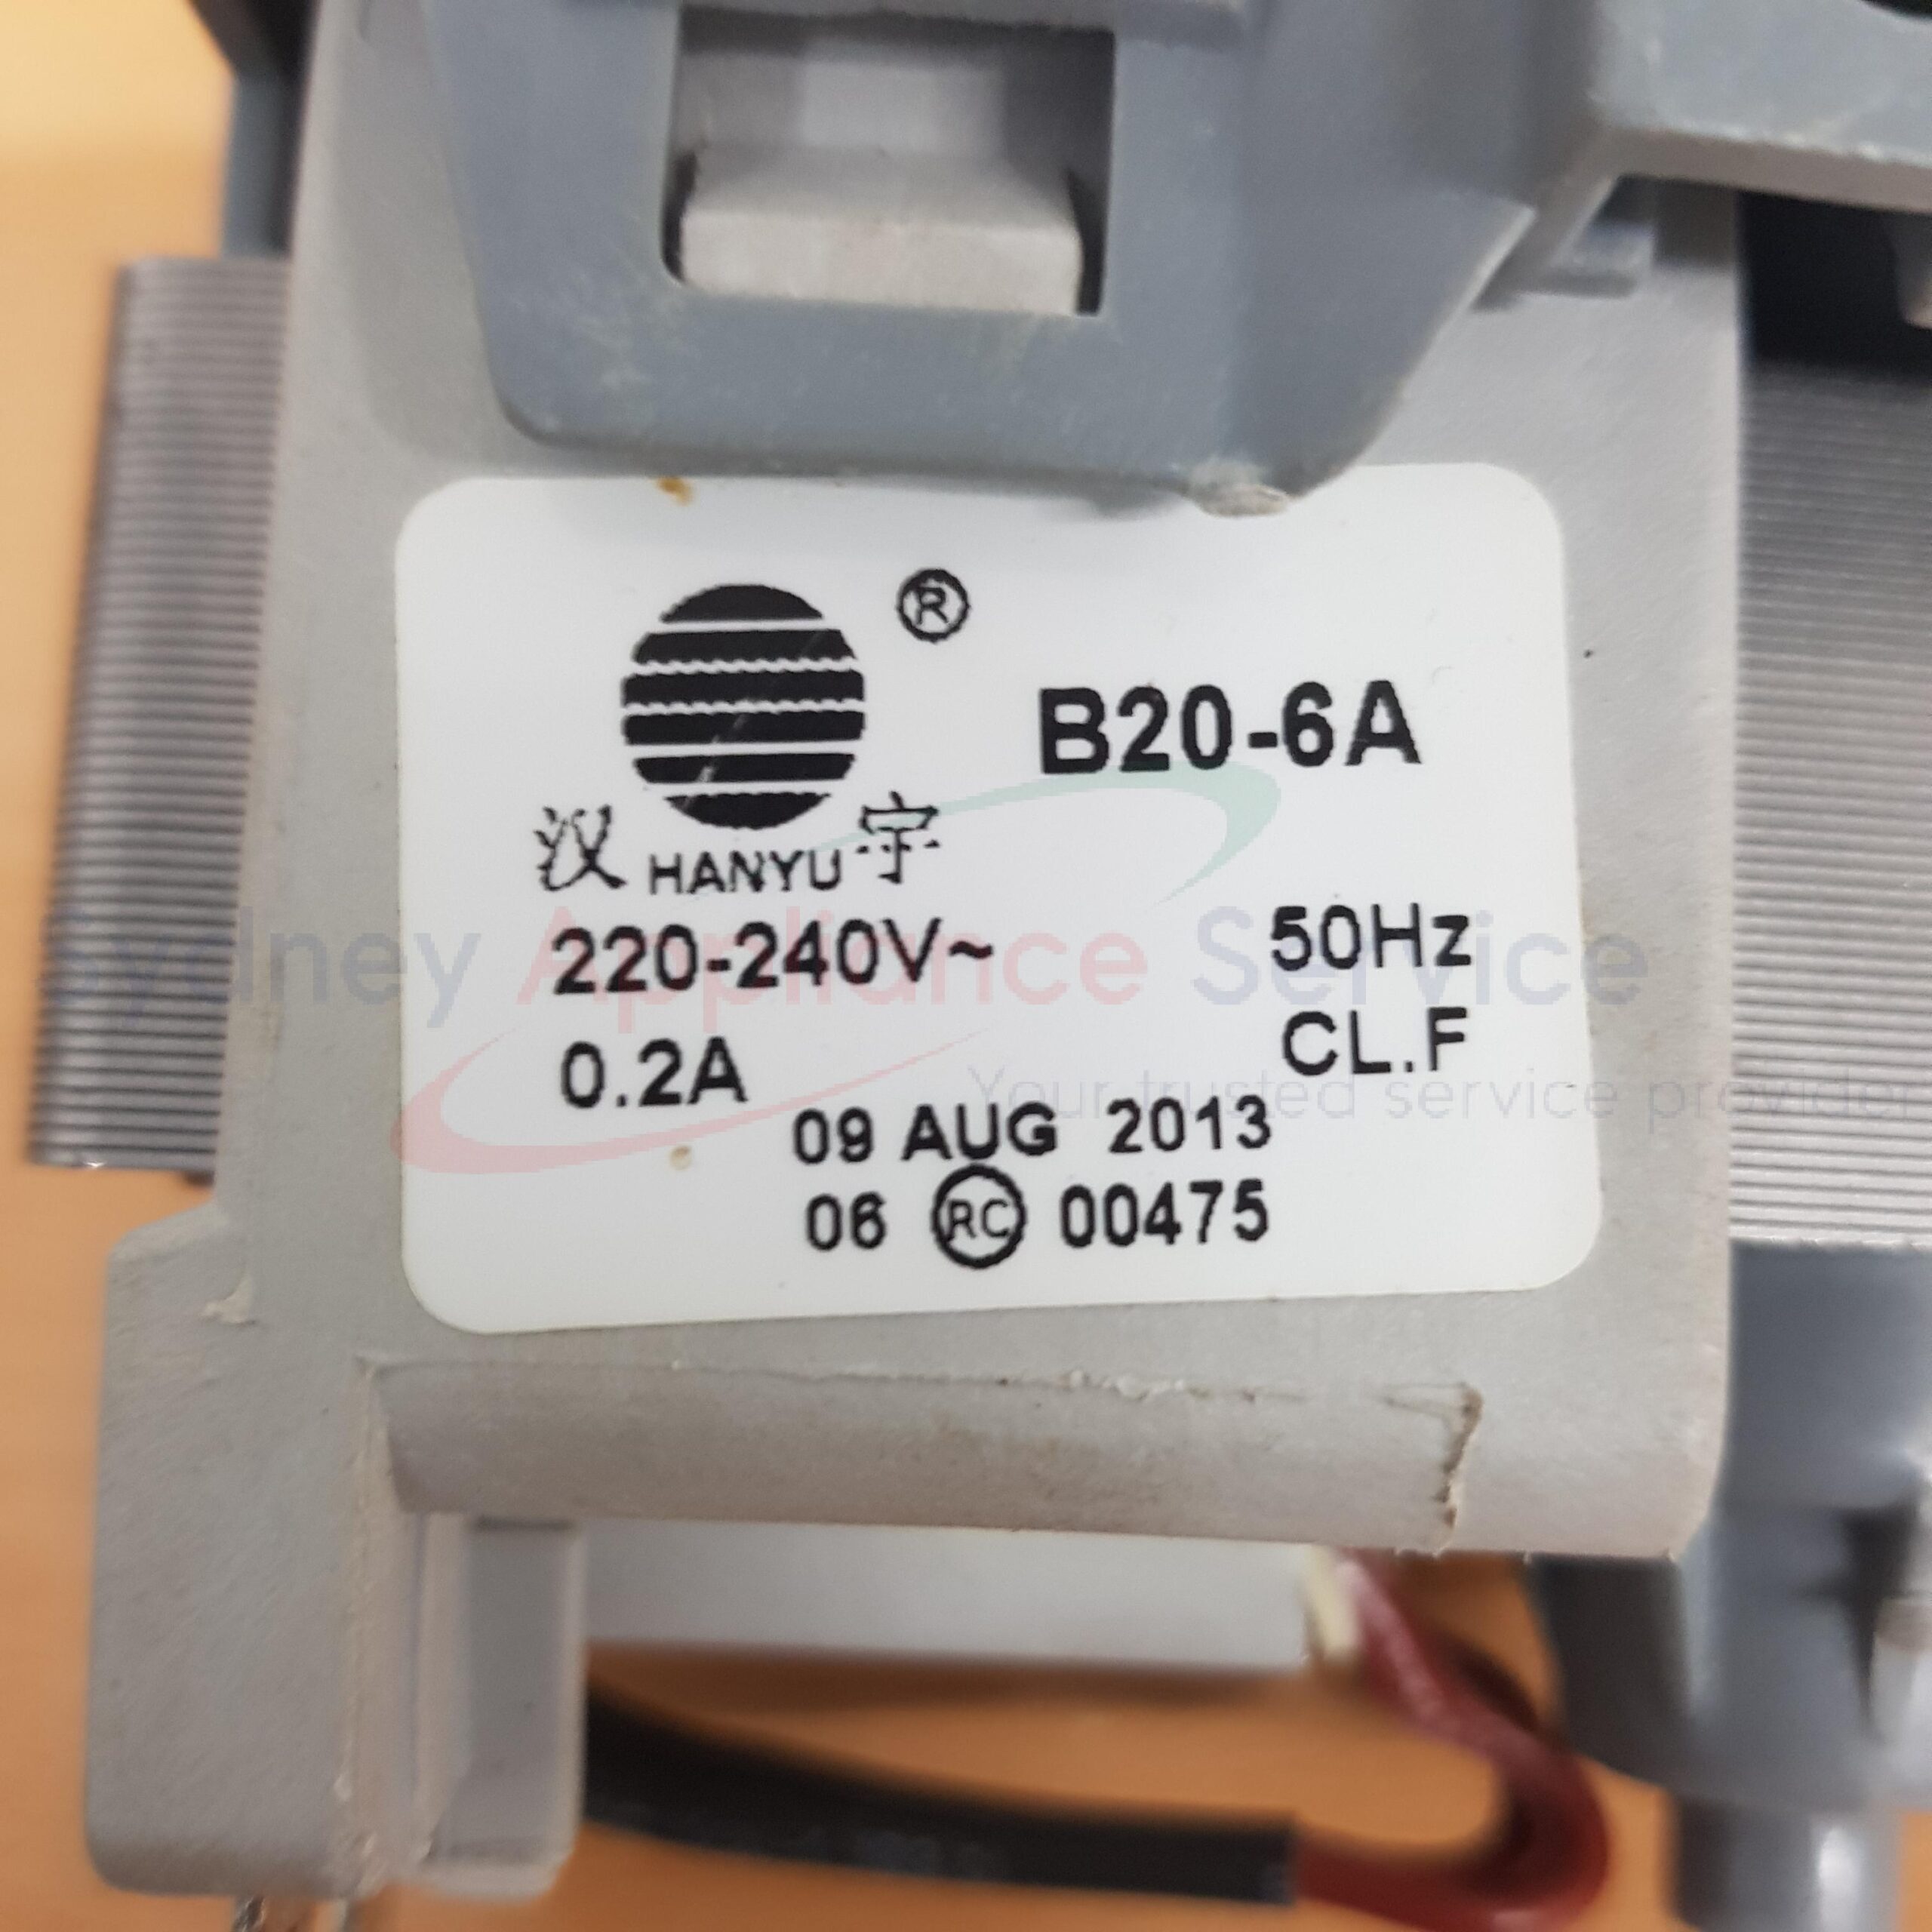 ®
B20-6A
汉 HANYU 宇
220-240V~ 50Hz
Sydney Appliance Service
0.2A CL.F
Your trusted service provider
09 AUG 2013
06 RC 00475